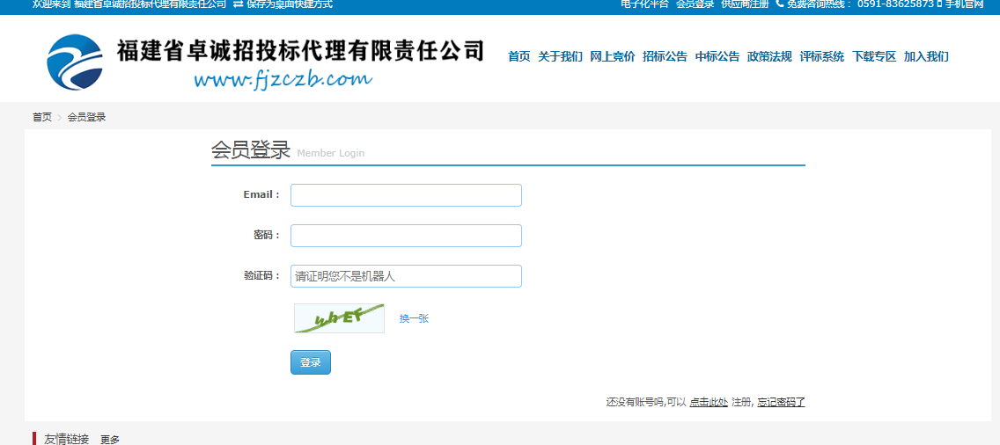 欢迎来到 福建省卓诚招投标代理有限责任公司 ⇄ 保存为桌面快捷方式 电子化平台 会员登录 供应商注册 免费咨询热线： 0591-83625873 手机官网
福建省卓诚招投标代理有限责任公司
www.fjzczb.com
首页 关于我们 网上竞价 招标公告 中标公告 政策法规 评标系统 下载专区 加入我们
首页 > 会员登录
会员登录 Member Login
Email：
密码：
验证码： 请证明您不是机器人
whEF 换一张
登录
还没有账号吗,可以 点击此处 注册, 忘记密码了
友情链接 更多